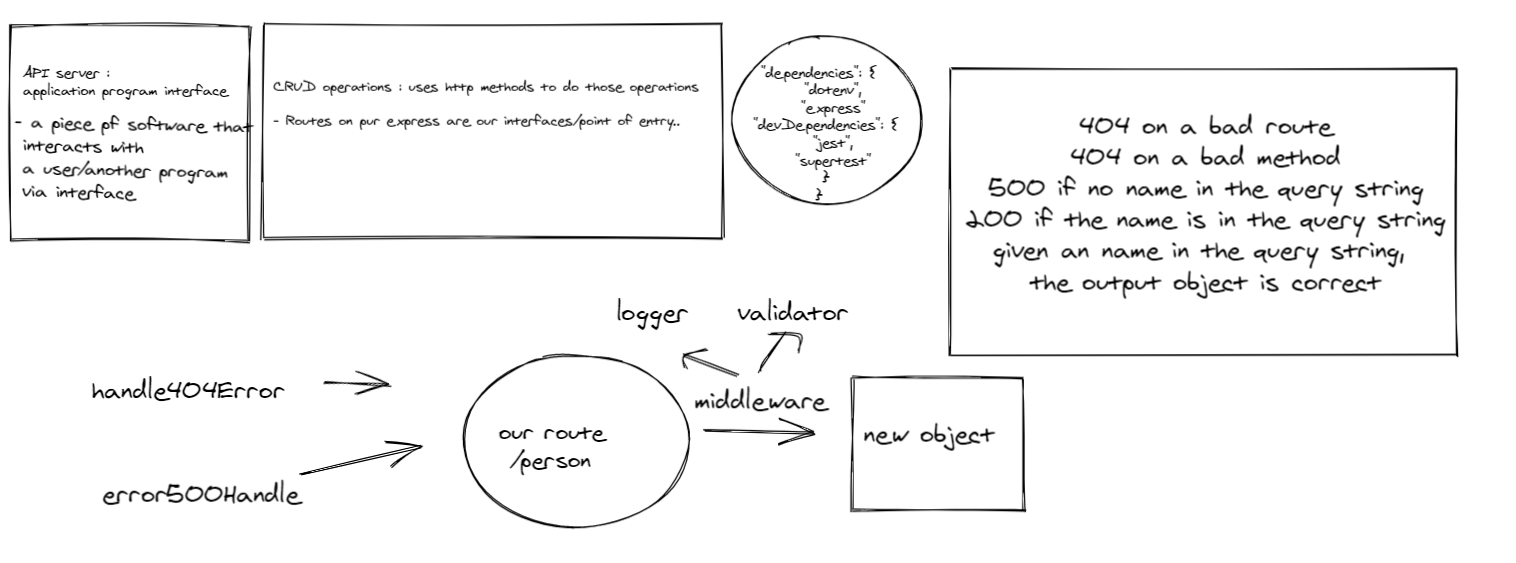 API server :
application program interface
- a piece pf software that
interacts with
a user/another program
via interface
CRUD operations : uses http methods to do those operations
- Routes on pur express are our interfaces/point of entry..
"dependencies": {
"dotenv",
"express"
"devDependencies": {
"jest",
"supertest"
}
}
404 on a bad route
404 on a bad method
500 if no name in the query string
200 if the name is in the query string
given an name in the query string,
the output object is correct
logger
validator
handle404Error
middleware
our route
/person
new object
error500Handle